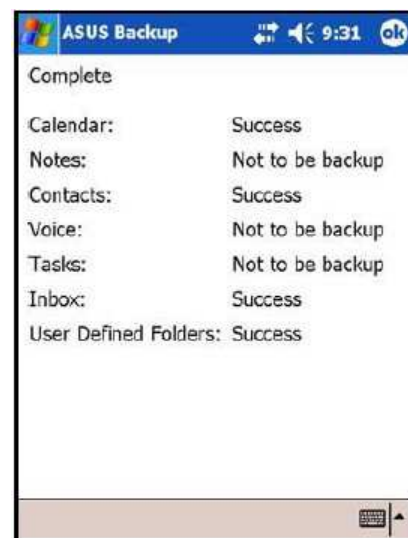 ASUS Backup 9:31 ok
Complete
Calendar: Success
Notes: Not to be backup
Contacts: Success
Voice: Not to be backup
Tasks: Not to be backup
Inbox: Success
User Defined Folders: Success